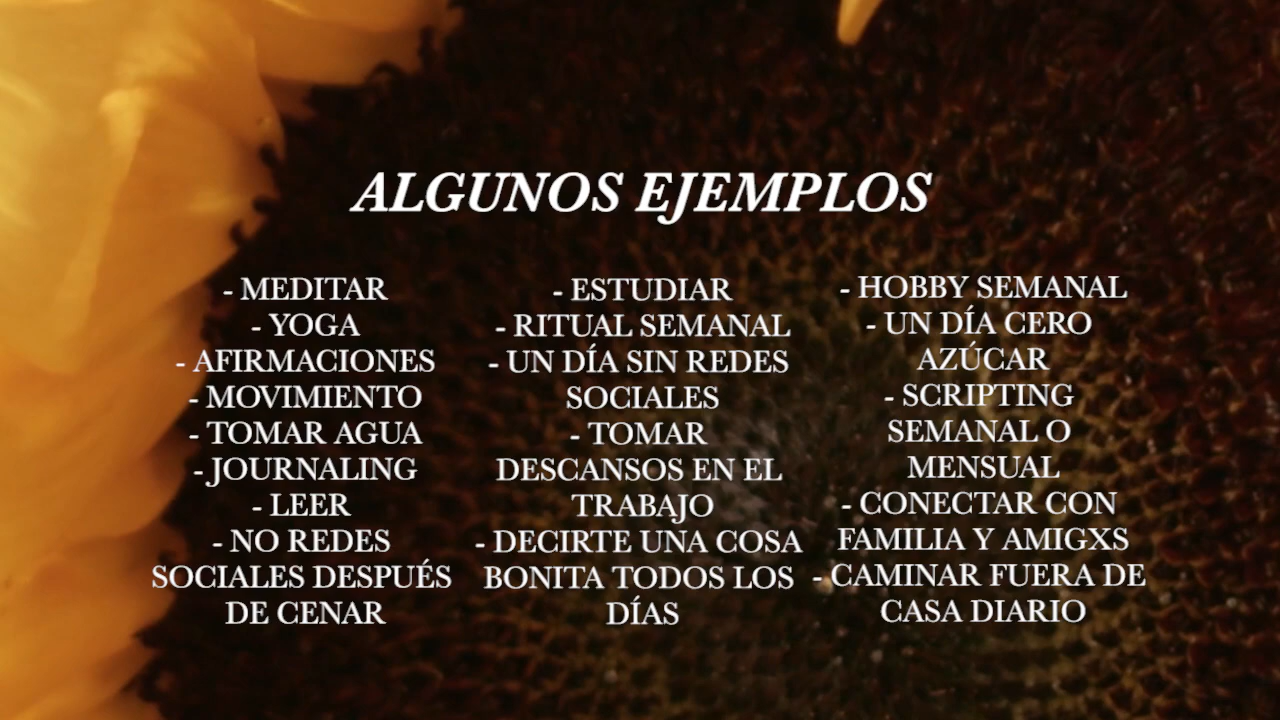 ALGUNOS EJEMPLOS
- MEDITAR
- YOGA
- AFIRMACIONES
- MOVIMIENTO
- TOMAR AGUA
- JOURNALING
- LEER
- NO REDES
SOCIALES DESPUÉS
DE CENAR
- ESTUDIAR
- RITUAL SEMANAL
- UN DÍA SIN REDES
SOCIALES
- TOMAR
DESCANSOS EN EL
TRABAJO
- DECIRTE UNA COSA
BONITA TODOS LOS
DÍAS
- HOBBY SEMANAL
- UN DÍA CERO
AZÚCAR
- SCRIPTING
SEMANAL O
MENSUAL
- CONECTAR CON
FAMILIA Y AMIGXS
- CAMINAR FUERA DE
CASA DIARIO